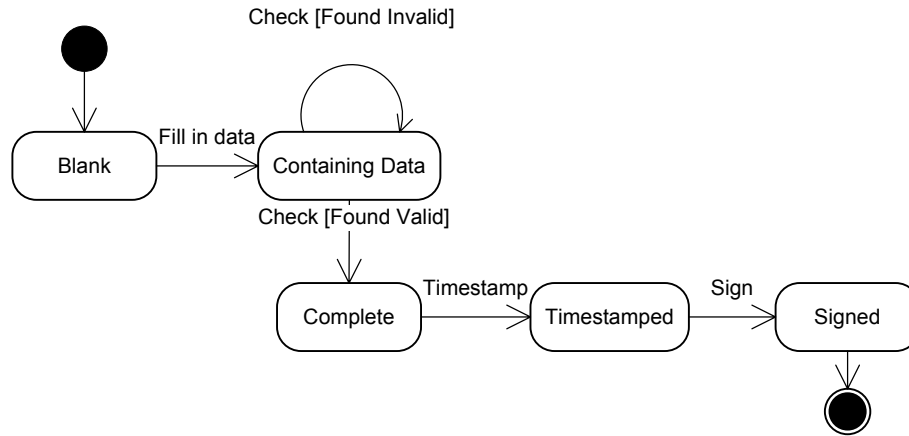 Check [Found Invalid]
Fill in data
Blank
Containing Data
Check [Found Valid]
Timestamp
Sign
Complete
Timestamped
Signed